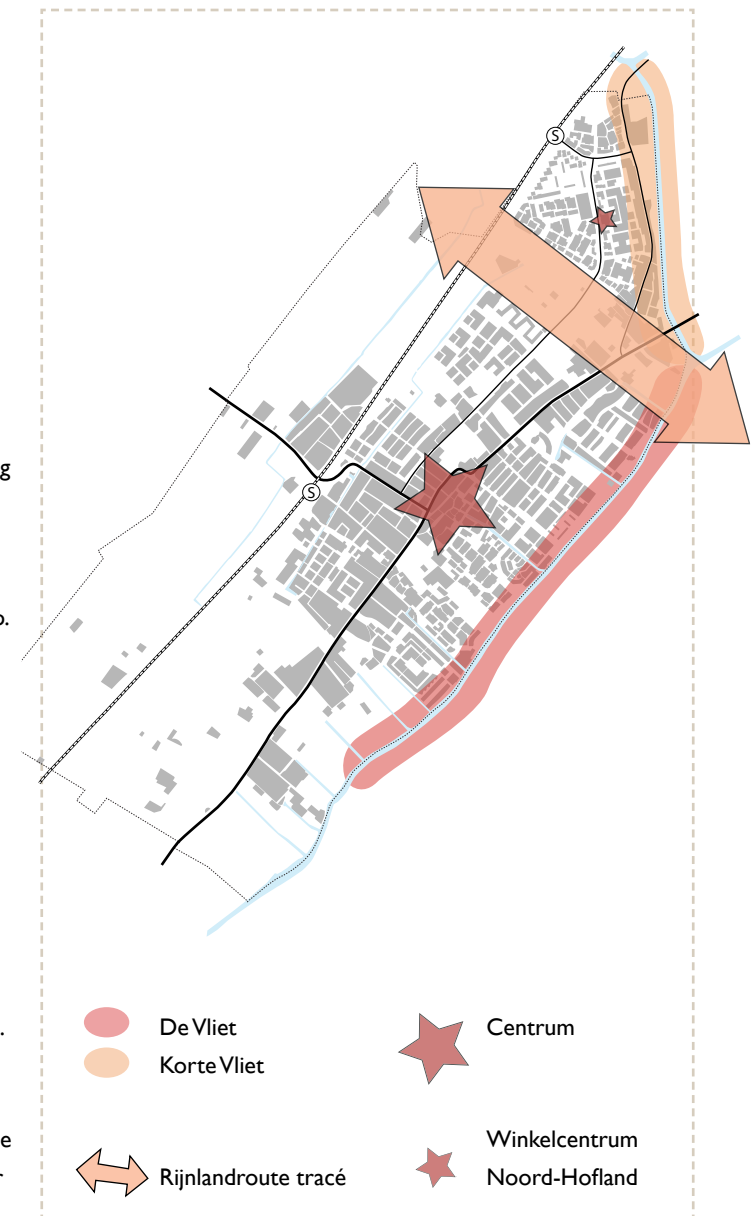 S
S
g
o.
.
e
r
De Vliet
Korte Vliet
Rijnlandroute tracé
Centrum
Winkelcentrum
Noord-Hofland